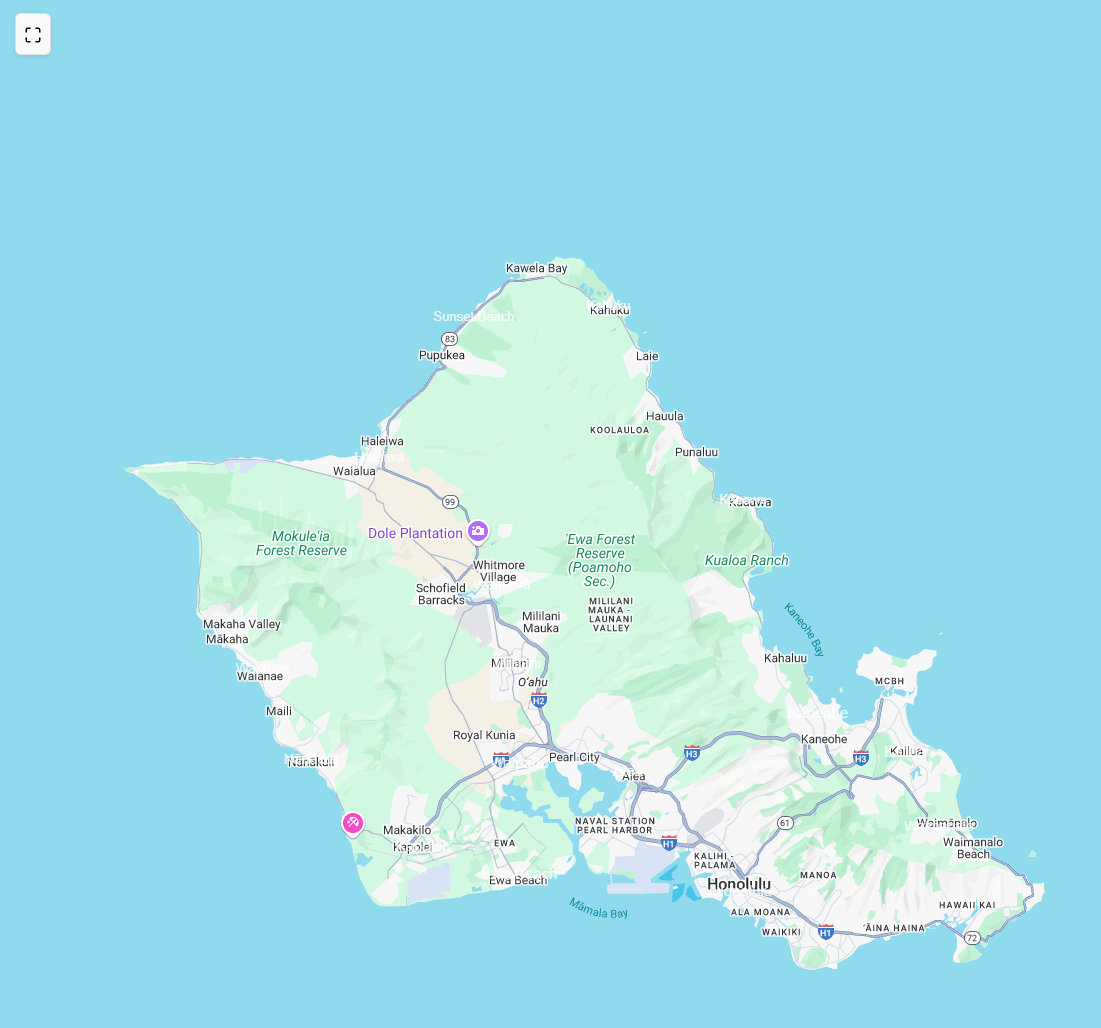 Kawela Bay
Kahuku
Sunset Beach
83
Pupukea
Laie
Hauula
KOOLAULOA
Haleiwa
Punaluu
Waialua
99
Kaaawa
Dole Plantation
Mokule'ia
Forest Reserve
'Ewa Forest
Reserve
(Poamoho
Sec.)
Kualoa Ranch
Whitmore
Village
Schofield
Barracks
MILILANI
MAUKA -
LAUNANI
VALLEY
Mililani
Mauka
Kaneohe Bay
Makaha Valley
Mākaha
Kahaluu
Mililani
Waianae
MCBH
O‘ahu
H2
Maili
Royal Kunia
Kaneohe
Kailua
H3
H3
Pearl City
Nānākuli
Aiea
NAVAL STATION
PEARL HARBOR
61
Waimānalo
Makakilo
Waimanalo
Beach
Kapolei
EWA
H1
KALIHI -
PALAMA
MANOA
Ewa Beach
Honolulu
Māmala Bay
ALA MOANA
HAWAII KAI
WAIKIKI
H1
‘ĀINA HAINA
72